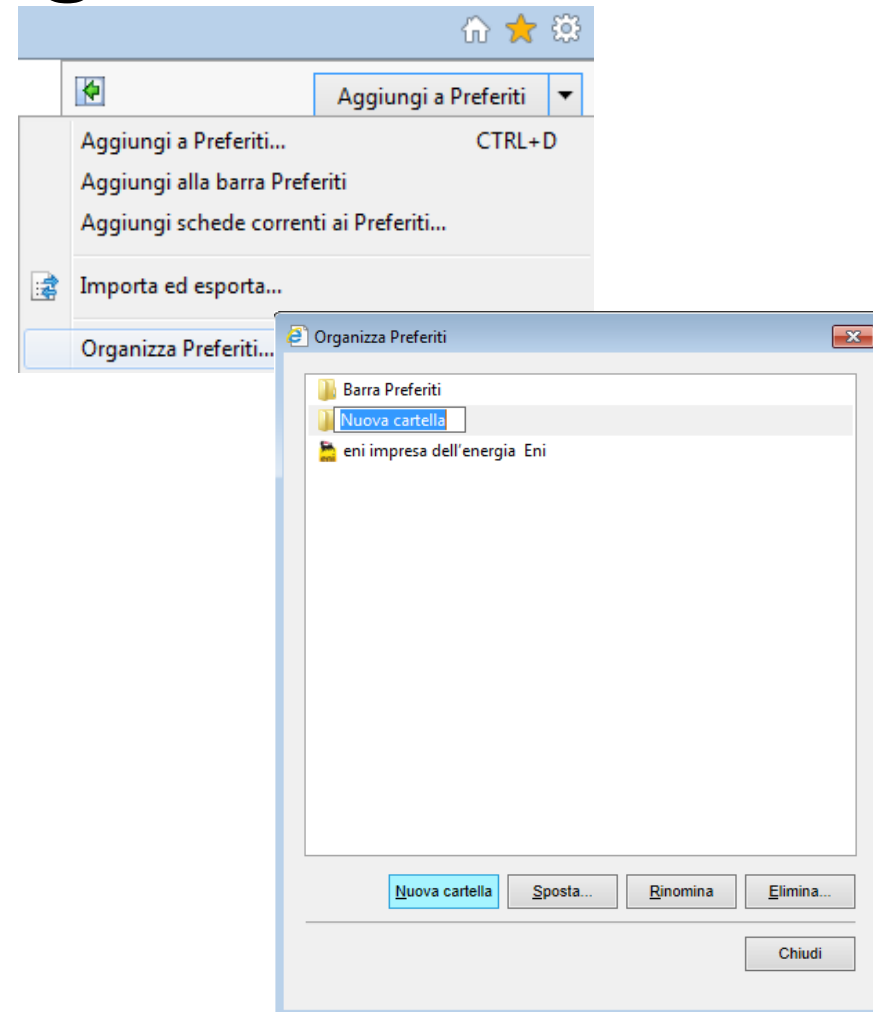 Aggiungi a Preferiti
Aggiungi a Preferiti... CTRL+D
Aggiungi alla barra Preferiti
Aggiungi schede correnti ai Preferiti...
Importa ed esporta...
Organizza Preferiti...
Organizza Preferiti
Barra Preferiti
Nuova cartella
eni impresa dell'energia Eni
Nuova cartella Sposta... Rinomina Elimina...
Chiudi